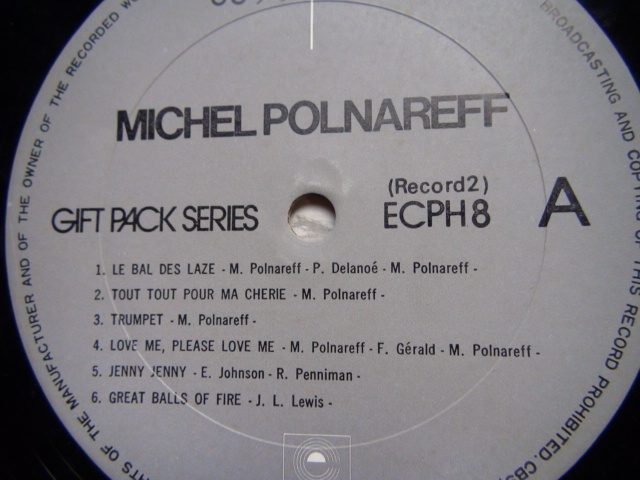 MICHEL POLNAREFF
GIFT PACK SERIES
(Record2)
ECPH8
A
1. LE BAL DES LAZE - M. Polnareff - P. Delanoé - M. Polnareff -
2. TOUT TOUT POUR MA CHERIE - M. Polnareff -
3. TRUMPET - M. Polnareff -
4. LOVE ME, PLEASE LOVE ME - M. Polnareff - F. Gérald - M. Polnareff -
5. JENNY JENNY - E. Johnson - R. Penniman -
6. GREAT BALLS OF FIRE - J. L. Lewis -
OF THE MANUFACTURER AND OF THE OWNER OF THE RECORDED
BROADCASTING AND COPYING OF THIS RECORD PROHIBITED. CBS